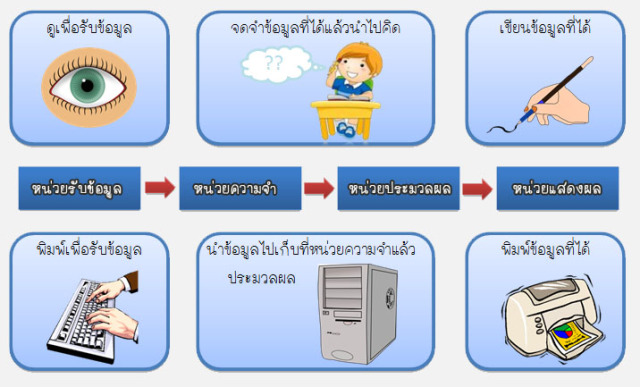 ดูเพื่อรับข้อมูล
จดจำข้อมูลที่ได้แล้วนำไปคิด
เขียนข้อมูลที่ได้
??
หน่วยรับข้อมูล
หน่วยความจำ
หน่วยประมวลผล
หน่วยแสดงผล
พิมพ์เพื่อรับข้อมูล
นำข้อมูลไปเก็บที่หน่วยความจำแล้ว
ประมวลผล
พิมพ์ข้อมูลที่ได้